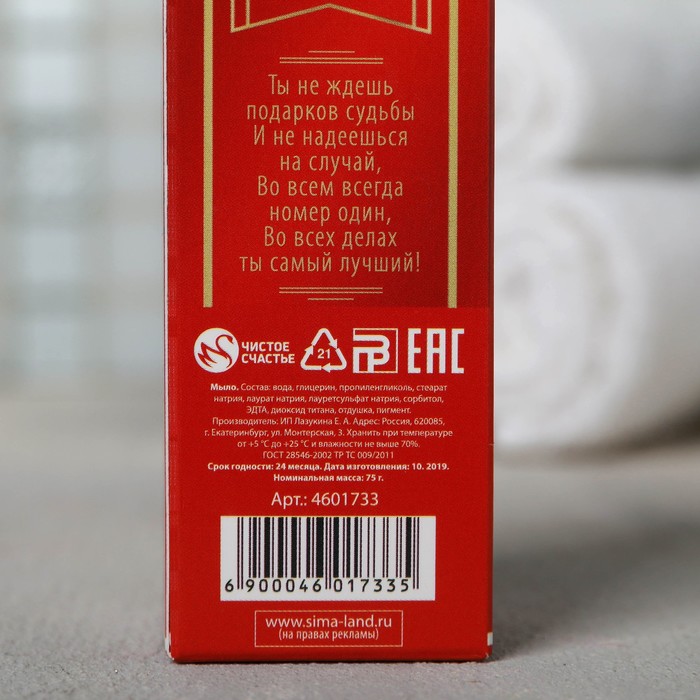 Ты не ждешь
подарков судьбы
И не надеешься
на случай,
Во всем всегда
номер один,
Во всех делах
ты самый лучший!
ЧИСТОЕ
СЧАСТЬЕ
21
EAC
Мыло. Состав: вода, глицерин, пропиленгликоль, стеарат
натрия, лаурат натрия, лауретсульфат натрия, сорбитол,
ЭДТА, диоксид титана, отдушка, пигмент.
Производитель: ИП Лазукина Е. А. Адрес: Россия, 620085,
г. Екатеринбург, ул. Монтерская, 3. Хранить при температуре
от +5 °C до +25 °C и влажности не выше 70%.
ГОСТ 28546-2002 ТР ТС 009/2011
Срок годности: 24 месяца. Дата изготовления: 10. 2019.
Номинальная масса: 75 г.
Арт.: 4601733
6 900046 017335
www.sima-land.ru
(на правах рекламы)